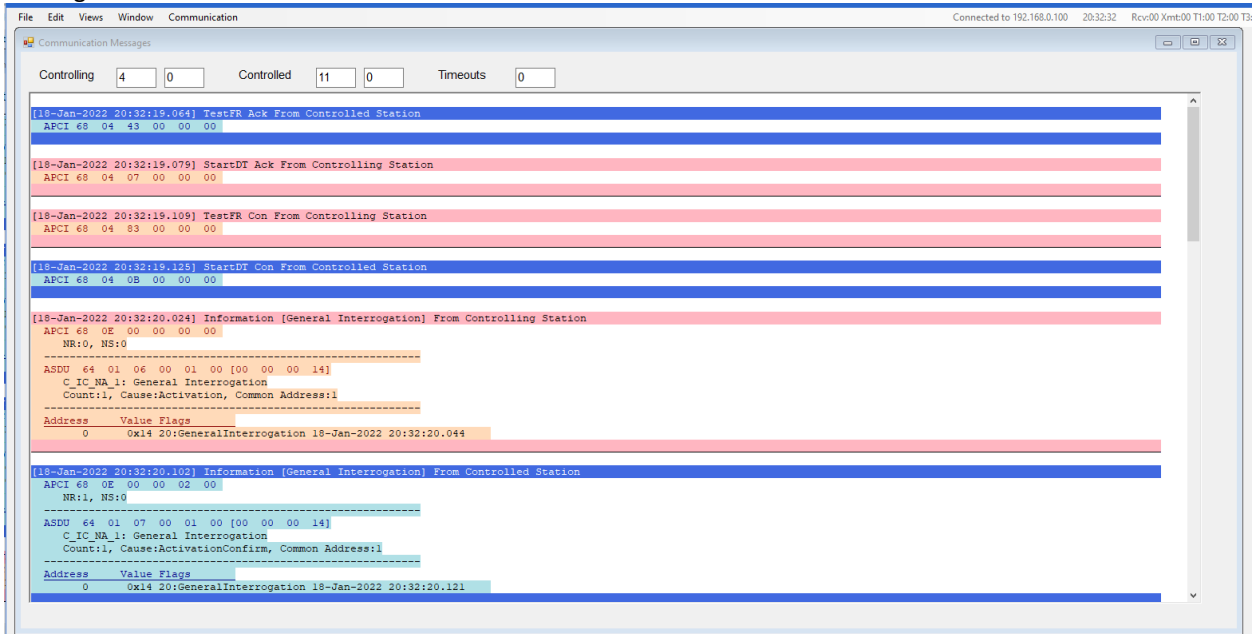 File Edit Views Window Communication Connected to 192.168.0.100 20:32:32 Rcv:00 Xmt:00 T1:00 T2:00 T3:
Communication Messages
Controlling 4 0 Controlled 11 0 Timeouts 0
[18-Jan-2022 20:32:19.064] TestFR Ack From Controlled Station
APCI 68 04 43 00 00 00
[18-Jan-2022 20:32:19.079] StartDT Ack From Controlling Station
APCI 68 04 07 00 00 00
[18-Jan-2022 20:32:19.109] TestFR Con From Controlling Station
APCI 68 04 83 00 00 00
[18-Jan-2022 20:32:19.125] StartDT Con From Controlled Station
APCI 68 04 0B 00 00 00
[18-Jan-2022 20:32:20.024] Information [General Interrogation] From Controlling Station
APCI 68 0E 00 00 00 00
NR:0, NS:0
------------------------------------------------------------
ASDU 64 01 06 00 01 00 [00 00 00 14]
C_IC_NA_1: General Interrogation
Count:1, Cause:Activation, Common Address:1
------------------------------------------------------------
Address Value Flags
0 0x14 20:GeneralInterrogation 18-Jan-2022 20:32:20.044
[18-Jan-2022 20:32:20.102] Information [General Interrogation] From Controlled Station
APCI 68 0E 00 00 02 00
NR:1, NS:0
------------------------------------------------------------
ASDU 64 01 07 00 01 00 [00 00 00 14]
C_IC_NA_1: General Interrogation
Count:1, Cause:ActivationConfirm, Common Address:1
------------------------------------------------------------
Address Value Flags
0 0x14 20:GeneralInterrogation 18-Jan-2022 20:32:20.121